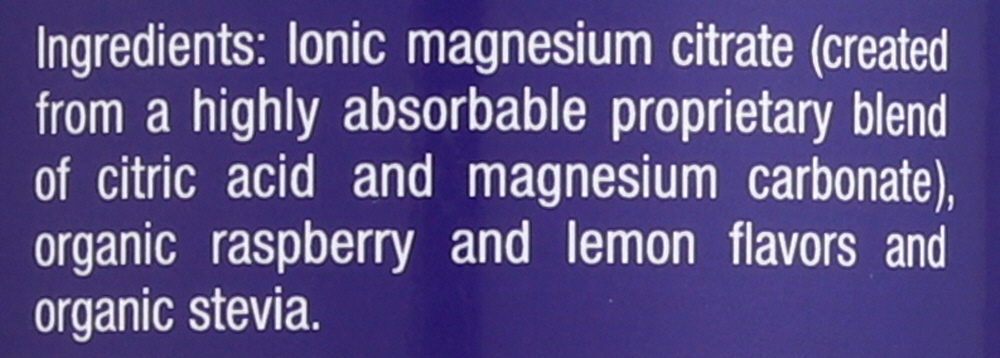 Ingredients: Ionic magnesium citrate (created
from a highly absorbable proprietary blend
of citric acid and magnesium carbonate),
organic raspberry and lemon flavors and
organic stevia.